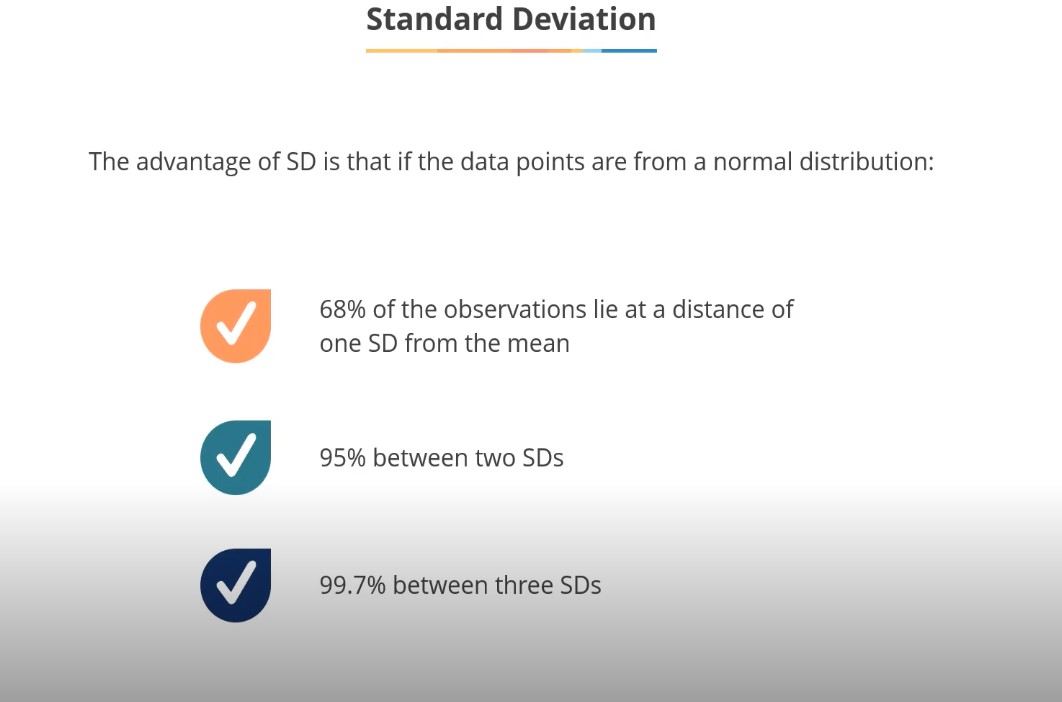 Standard Deviation
The advantage of SD is that if the data points are from a normal distribution:
68% of the observations lie at a distance of
one SD from the mean
95% between two SDs
99.7% between three SDs